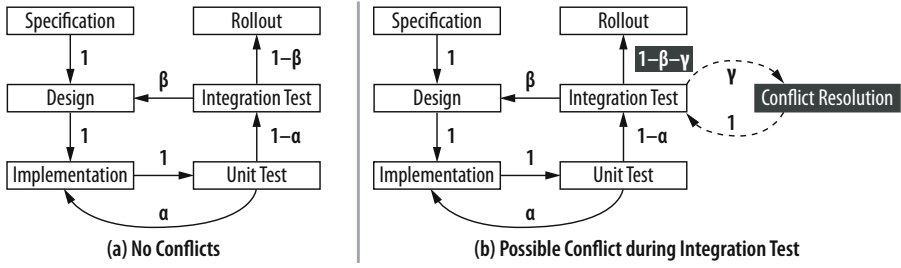 Specification
Rollout
1
1–β
β
Design
Integration Test
1
1–α
1
Implementation
Unit Test
α
(a) No Conflicts
Specification
Rollout
1
1–β–γ
β
γ
Design
Integration Test
Conflict Resolution
1
1
1–α
1
Implementation
Unit Test
α
(b) Possible Conflict during Integration Test